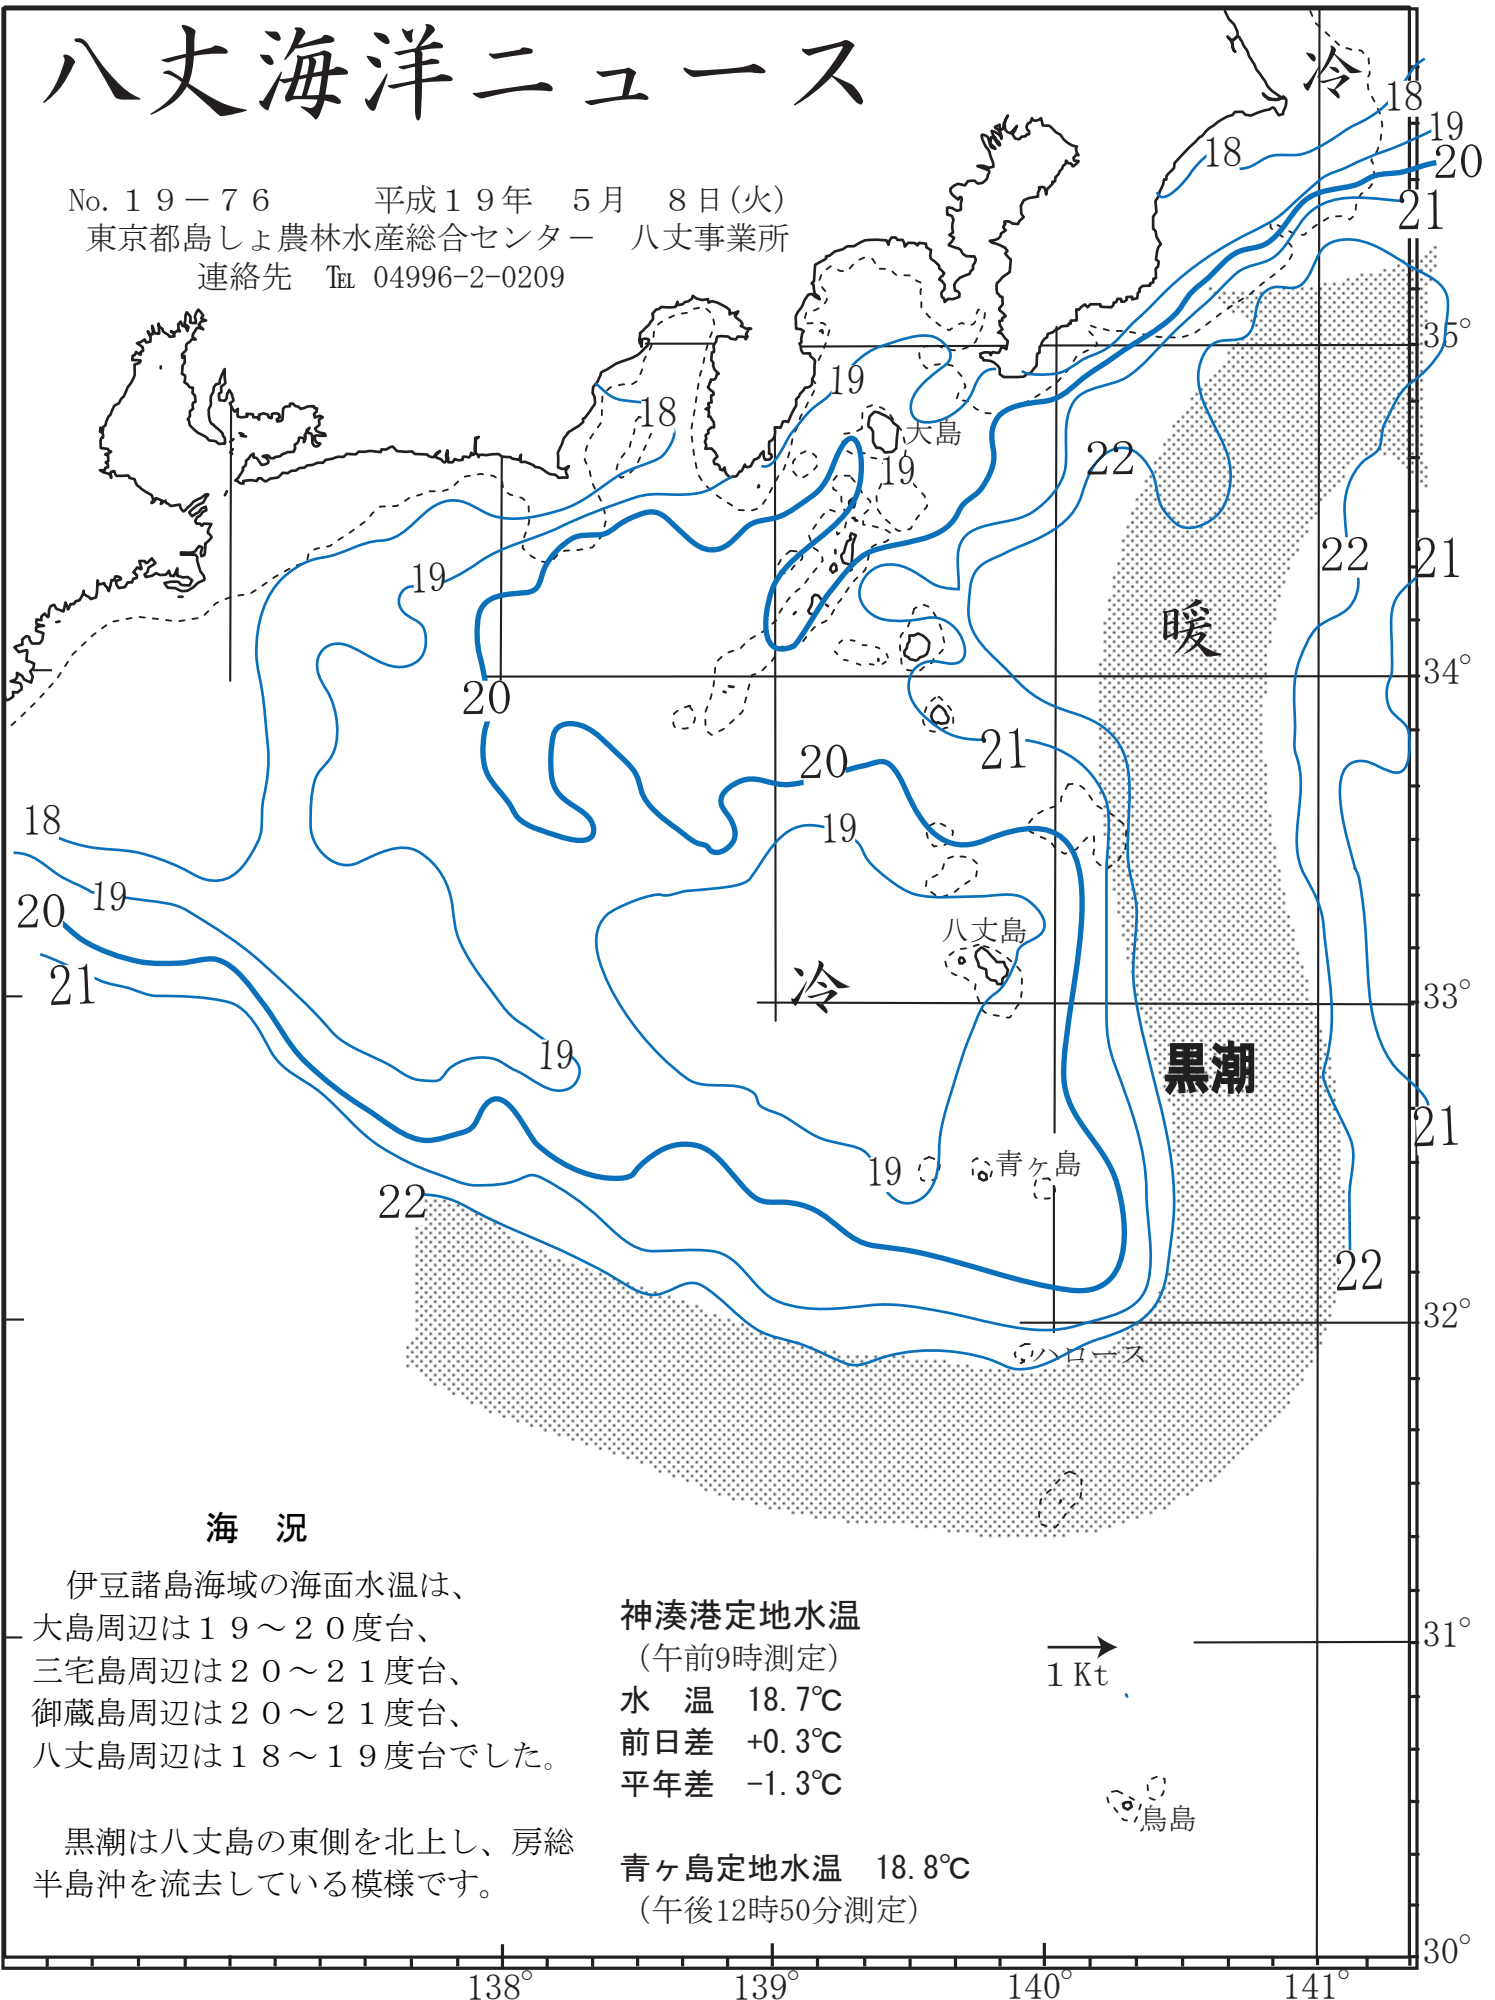 八丈海洋ニュース
No.１９－７６　平成１９年　５月　８日(火)
東京都島しょ農林水産総合センター　八丈事業所
連絡先　℡ 04996-2-0209
冷
18
19
20
21
18
35°
19
18
大島
19
22
22
21
19
暖
34°
20
21
20
18
19
19
20
八丈島
21
冷
33°
19
黒潮
21
青ヶ島
19
22
22
32°
ハロース
海　況
伊豆諸島海域の海面水温は、
大島周辺は１９～２０度台、
三宅島周辺は２０～２１度台、
御蔵島周辺は２０～２１度台、
八丈島周辺は１８～１９度台でした。
黒潮は八丈島の東側を北上し、房総
半島沖を流去している模様です。
神湊港定地水温
（午前9時測定）
水　温　18.7℃
前日差　+0.3℃
平年差　-1.3℃
青ヶ島定地水温　18.8℃
（午後12時50分測定）
31°
1 Kt
鳥島
30°
138°
139°
140°
141°